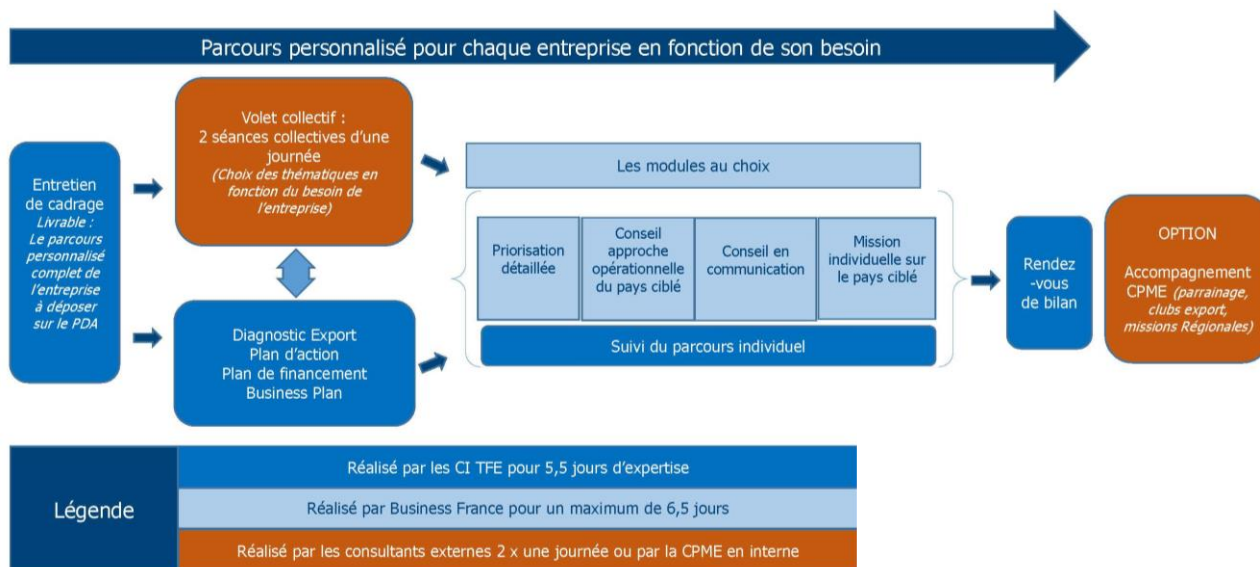 Parcours personnalisé pour chaque entreprise en fonction de son besoin
Entretien
de cadrage
Livrable :
Le parcours
personnalisé
complet de
l'entreprise
à déposer
sur le PDA
Volet collectif :
2 séances collectives d'une
journée
(Choix des thématiques en
fonction du besoin de
l'entreprise)
Diagnostic Export
Plan d'action
Plan de financement
Business Plan
Les modules au choix
Priorisation
détaillée
Conseil
approche
opérationnelle
du pays ciblé
Conseil en
communication
Mission
individuelle sur
le pays ciblé
Suivi du parcours individuel
Rendez
-vous
de bilan
OPTION
Accompagnement
CPME (parrainage,
clubs export,
missions Régionales)
Légende
Réalisé par les CI TFE pour 5,5 jours d'expertise
Réalisé par Business France pour un maximum de 6,5 jours
Réalisé par les consultants externes 2 x une journée ou par la CPME en interne